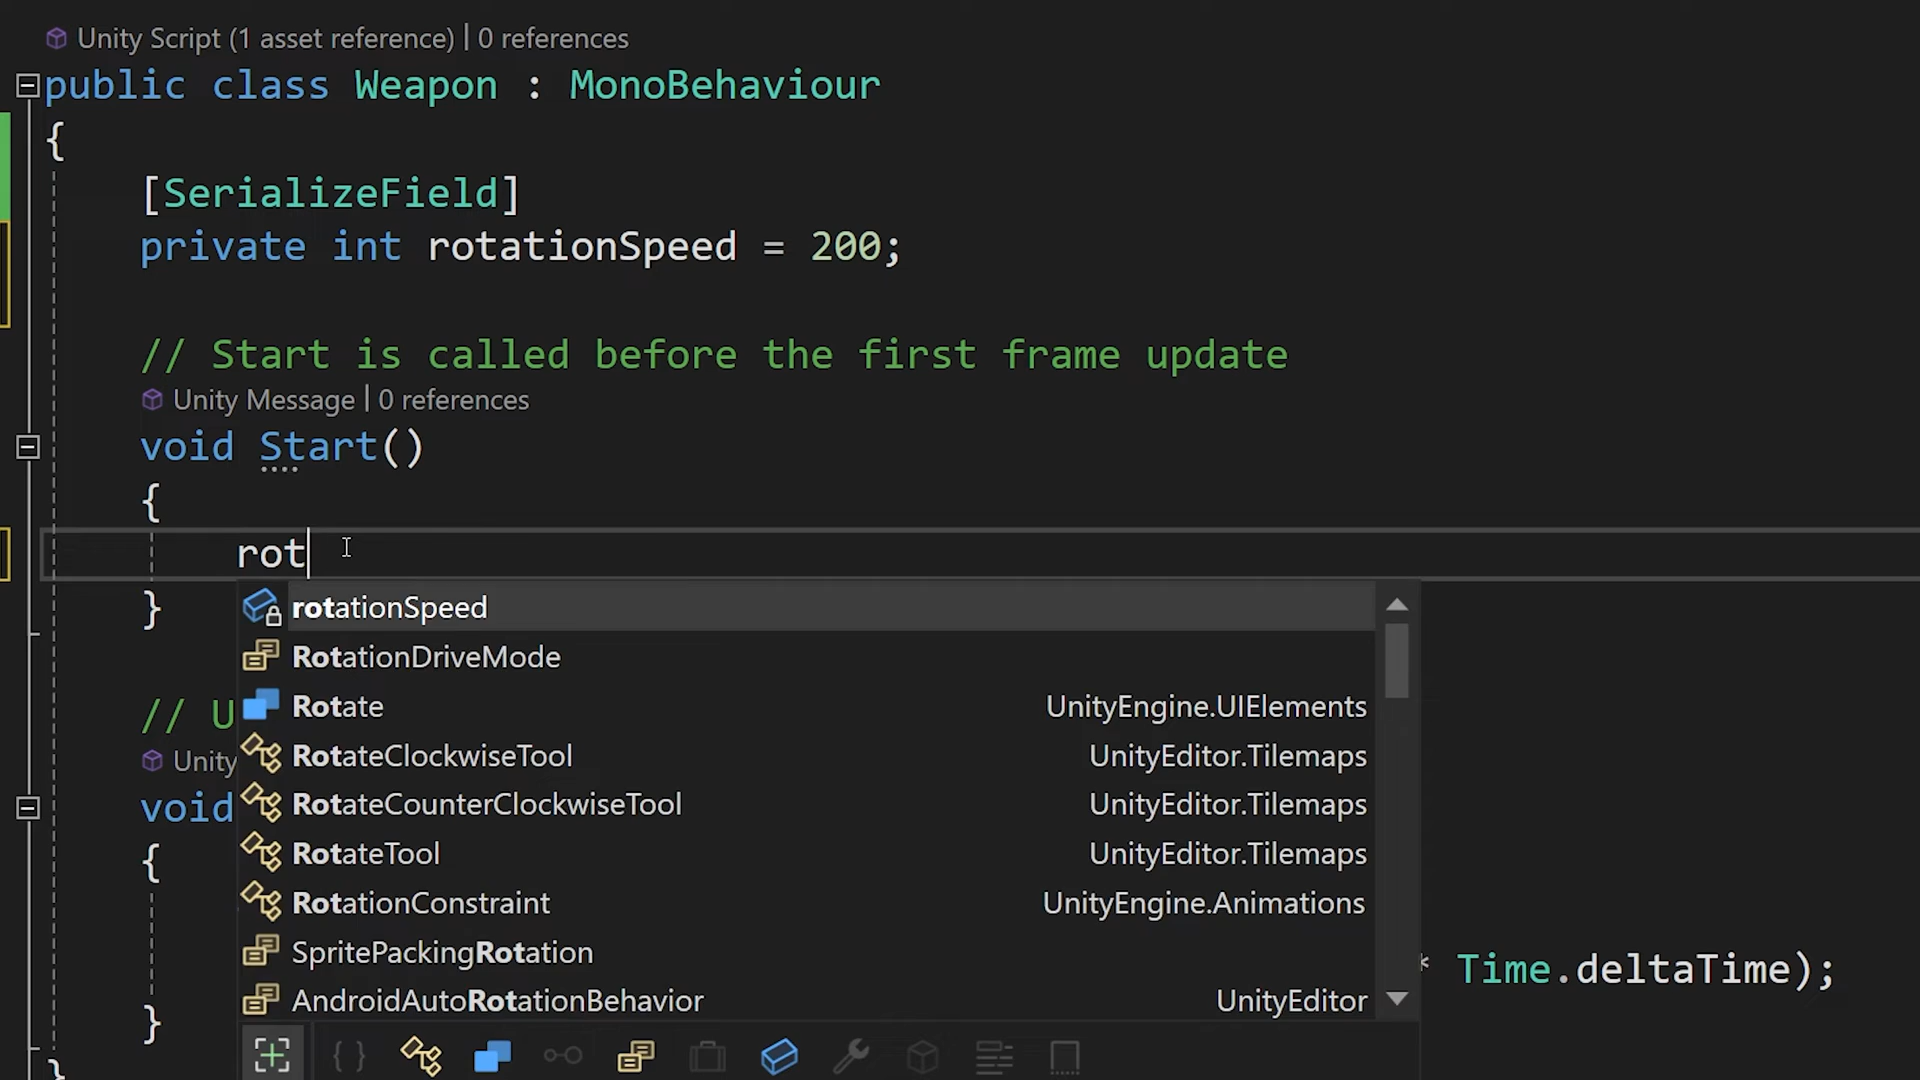 Unity Script (1 asset reference) | 0 references
public class Weapon : MonoBehaviour
{
[SerializeField]
private int rotationSpeed = 200;
// Start is called before the first frame update
Unity Message | 0 references
void Start()
{
rot
rotationSpeed
}
RotationDriveMode
// U
Rotate UnityEngine.UIElements
Unity
RotateClockwiseTool UnityEditor.Tilemaps
void
RotateCounterClockwiseTool UnityEditor.Tilemaps
{
RotateTool UnityEditor.Tilemaps
RotationConstraint UnityEngine.Animations
SpritePackingRotation
* Time.deltaTime);
AndroidAutoRotationBehavior UnityEditor
}
}